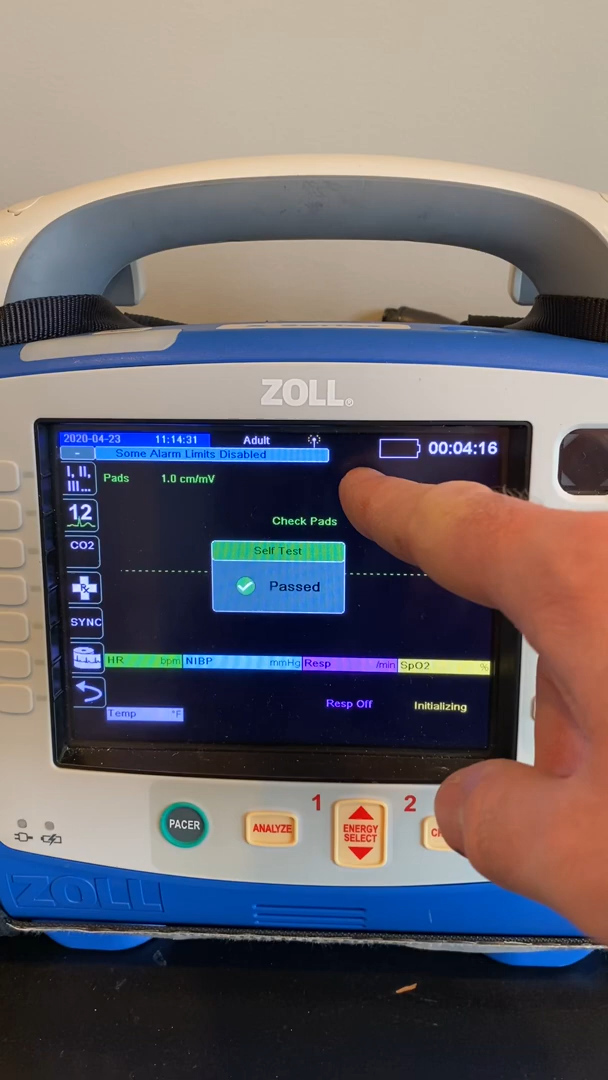 ZOLL®
2020-04-23 11:14:31 Adult 00:04:16
- Some Alarm Limits Disabled
I, II,
III...
Pads 1.0 cm/mV
12
Check Pads
CO2
Self Test
Passed
Rx
SYNC
HR bpm NIBP mmHg Resp /min SpO2 %
Resp Off Initializing
Temp °F
1 2
PACER
ANALYZE
ENERGY
SELECT
ZOLL